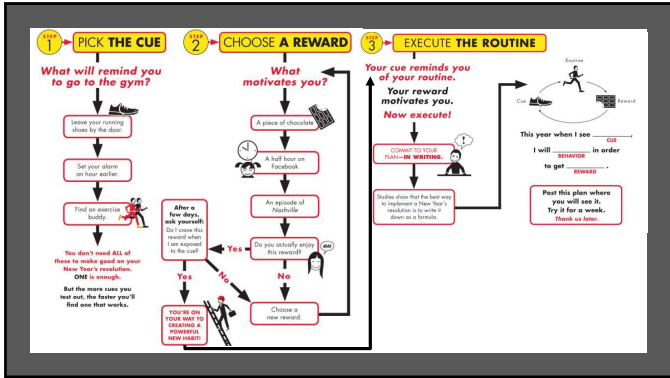 STEP
1
PICK THE CUE
What will remind you
to go to the gym?
Leave your running
shoes by the door.
Set your alarm
an hour earlier.
Find an exercise
buddy.
You don't need ALL of
these to make good on your
New Year's resolution.
ONE is enough.
But the more cues you
test out, the faster you'll
find one that works.
STEP
2
CHOOSE A REWARD
What
motivates you?
A piece of chocolate
A half hour on
Facebook
An episode of
Nashville
Do you actually enjoy
this reward?
Ahhh!
Yes
No
After a
few days,
ask yourself:
Do I crave this
reward when
I am exposed
to the cue?
Yes
No
Choose a
new reward.
YOU'RE ON
YOUR WAY TO
CREATING A
POWERFUL
NEW HABIT!
STEP
3
EXECUTE THE ROUTINE
Your cue reminds you
of your routine.
Your reward
motivates you.
Now execute!
COMMIT TO YOUR
PLAN—IN WRITING.
!
Studies show that the best way
to implement a New Year's
resolution is to write it
down as a formula.
Routine
Cue
Reward
This year when I see ________,
CUE
I will ________ in order
BEHAVIOR
to get ________.
REWARD
Post this plan where
you will see it.
Try it for a week.
Thank us later.